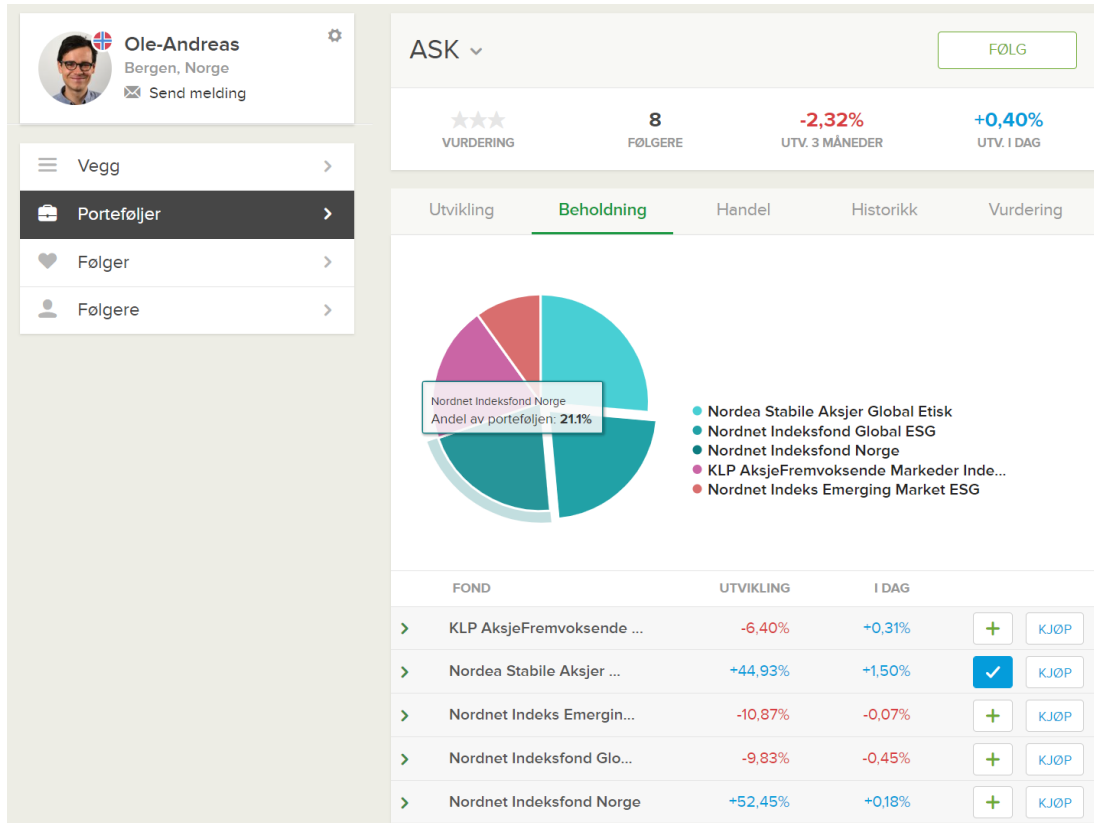 Ole-Andreas
Bergen, Norge
Send melding
Vegg
Porteføljer
Følger
Følgere
ASK
FØLG
VURDERING
8
FØLGERE
-2,32%
UTV. 3 MÅNEDER
+0,40%
UTV. I DAG
Utvikling Beholdning Handel Historikk Vurdering
Nordnet Indeksfond Norge
Andel av porteføljen: 21.1%
Nordea Stabile Aksjer Global Etisk
Nordnet Indeksfond Global ESG
Nordnet Indeksfond Norge
KLP AksjeFremvoksende Markeder Inde...
Nordnet Indeks Emerging Market ESG
FOND UTVIKLING I DAG
KLP AksjeFremvoksende ... -6,40% +0,31% KJØP
Nordea Stabile Aksjer ... +44,93% +1,50% KJØP
Nordnet Indeks Emergin... -10,87% -0,07% KJØP
Nordnet Indeksfond Glo... -9,83% -0,45% KJØP
Nordnet Indeksfond Norge +52,45% +0,18% KJØP